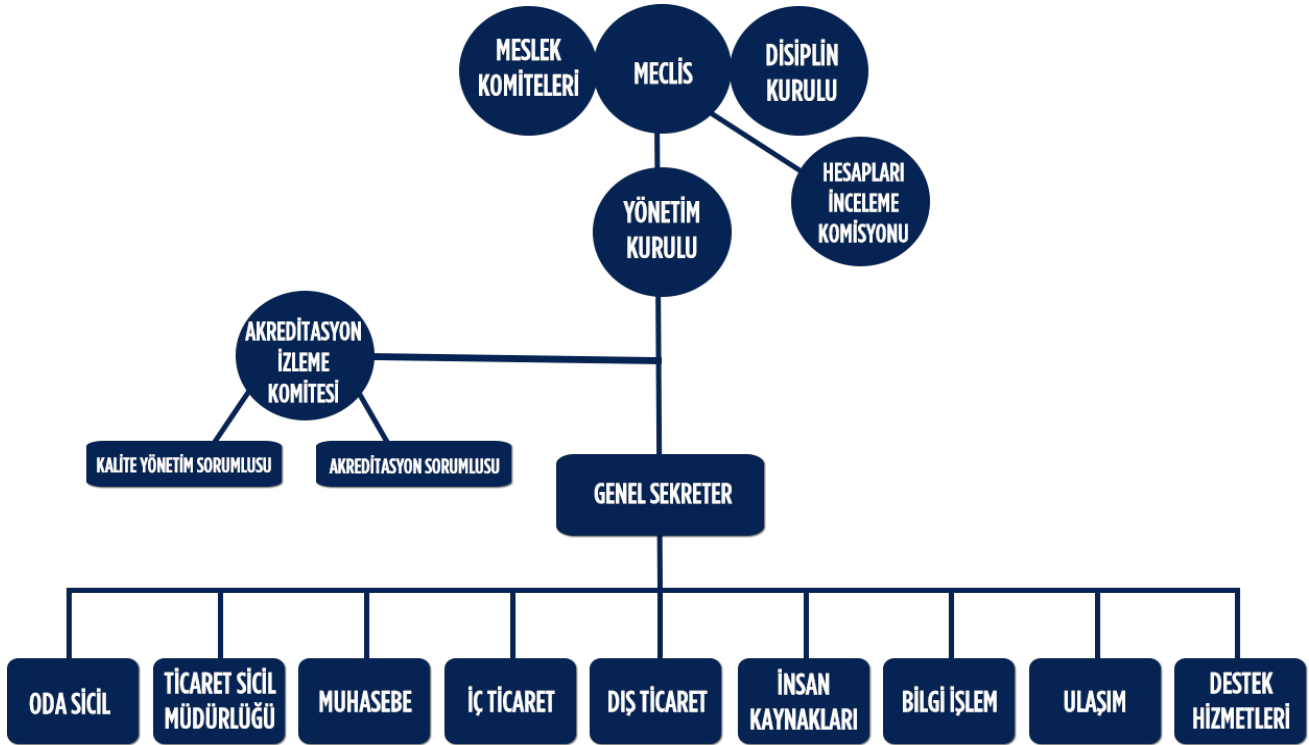 MESLEK
KOMİTELERİ
MECLİS
DİSİPLİN
KURULU
HESAPLARI
İNCELEME
KOMİSYONU
YÖNETİM
KURULU
AKREDİTASYON
İZLEME
KOMİTESİ
KALİTE YÖNETİM SORUMLUSU
AKREDİTASYON SORUMLUSU
GENEL SEKRETER
ODA SİCİL
TİCARET SİCİL
MÜDÜRLÜĞÜ
MUHASEBE
İÇ TİCARET
DIŞ TİCARET
İNSAN
KAYNAKLARI
BİLGİ İŞLEM
ULAŞIM
DESTEK
HİZMETLERİ